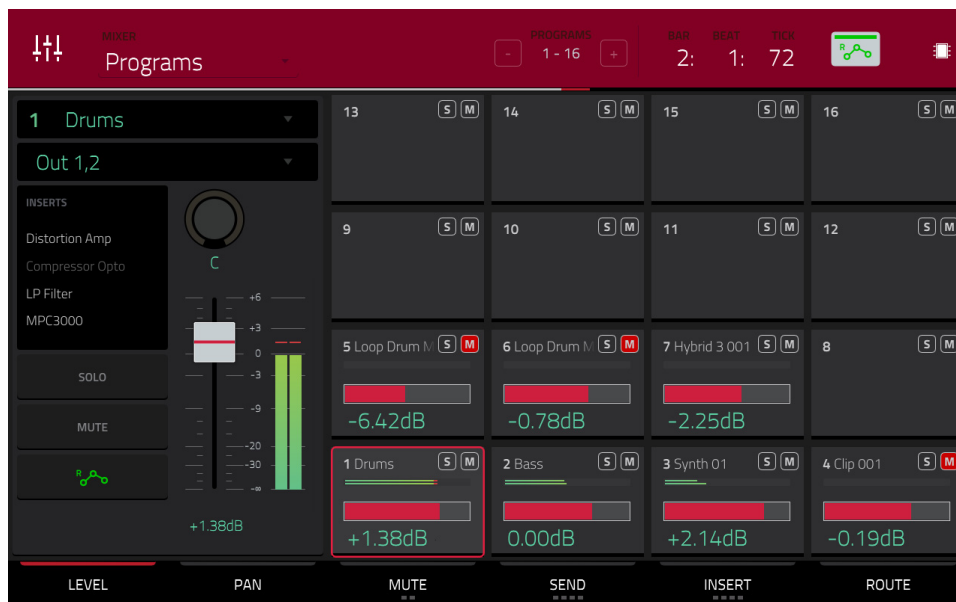 MIXER
Programs
PROGRAMS
- 1 - 16 +
BAR BEAT TICK
2: 1: 72
R
1 Drums
Out 1,2
INSERTS
Distortion Amp
Compressor Opto
LP Filter
MPC3000
SOLO
MUTE
R
C
+6
+3
0
-3
-9
-20
-30
-∞
+1.38dB
13 S M
14 S M
15 S M
16 S M
9 S M
10 S M
11 S M
12 S M
5 Loop Drum M S M
6 Loop Drum M S M
7 Hybrid 3 001 S M
8 S M
-6.42dB
-0.78dB
-2.25dB
1 Drums S M
2 Bass S M
3 Synth 01 S M
4 Clip 001 S M
+1.38dB
0.00dB
+2.14dB
-0.19dB
LEVEL PAN MUTE SEND INSERT ROUTE